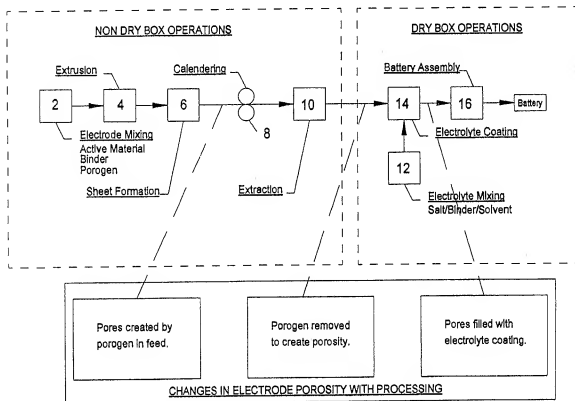 NON DRY BOX OPERATIONS
DRY BOX OPERATIONS
Extrusion
Calendering
Battery Assembly
2
4
6
8
10
14
16
Battery
Electrode Mixing
Active Material
Binder
Porogen
Sheet Formation
Extraction
Electrolyte Coating
12
Electrolyte Mixing
Salt/Binder/Solvent
Pores created by
porogen in feed.
Porogen removed
to create porosity.
Pores filled with
electrolyte coating.
CHANGES IN ELECTRODE POROSITY WITH PROCESSING